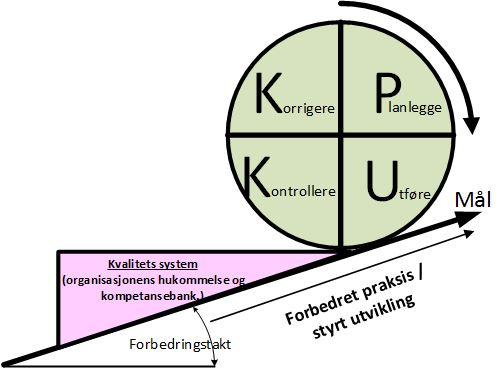 Korrigere
Planlegge
Kontrollere
Utføre
Mål
Kvalitets system
(organisasjonens hukommelse og
kompetansebank,)
Forbedret praksis /
styrt utvikling
Forbedringstakt